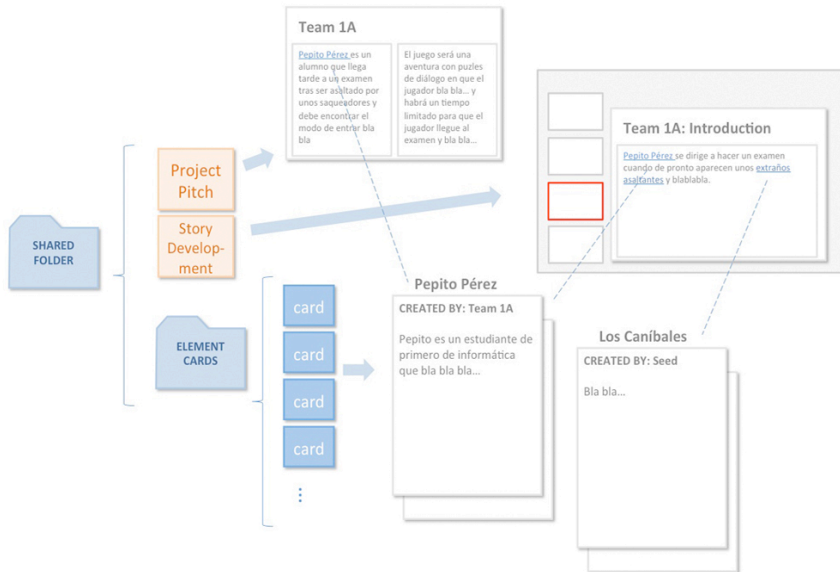 Team 1A
Pepito Pérez es un
alumno que llega
tarde a un examen
tras ser asaltado por
unos saqueadores y
debe encontrar el
modo de entrar bla
bla
El juego será una
aventura con puzles
de diálogo en que el
jugador bla bla... y
habrá un tiempo
limitado para que el
jugador llegue al
examen y bla bla...
Team 1A: Introduction
Pepito Pérez se dirige a hacer un examen
cuando de pronto aparecen unos extraños
asaltantes y blablabla.
Project
Pitch
Story
Develop-
ment
SHARED
FOLDER
ELEMENT
CARDS
card
card
card
card
Pepito Pérez
CREATED BY: Team 1A
Pepito es un estudiante de
primero de informática
que bla bla bla...
Los Caníbales
CREATED BY: Seed
Bla bla...